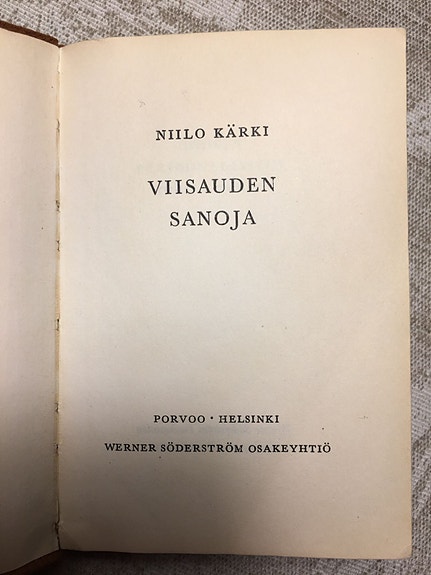 NIILO KÄRKI
VIISAUDEN
SANOJA
PORVOO · HELSINKI
WERNER SÖDERSTRÖM OSAKEYHTIÖ